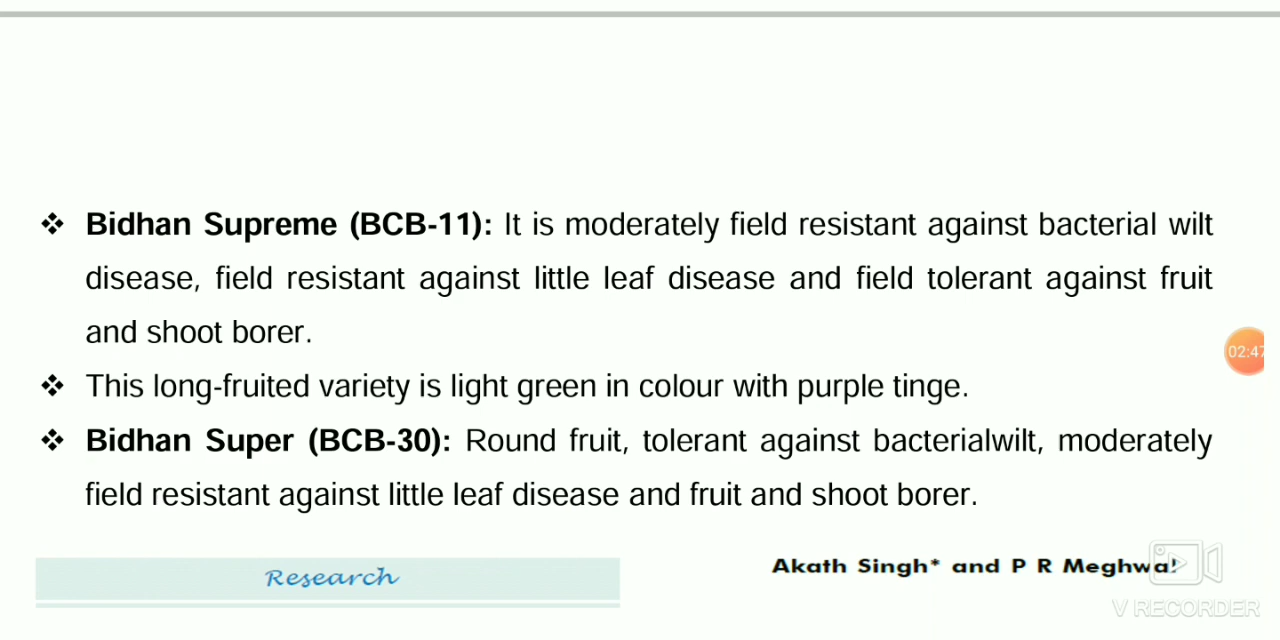 ❖ Bidhan Supreme (BCB-11): It is moderately field resistant against bacterial wilt
disease, field resistant against little leaf disease and field tolerant against fruit
and shoot borer.
02:47
❖ This long-fruited variety is light green in colour with purple tinge.
❖ Bidhan Super (BCB-30): Round fruit, tolerant against bacterialwilt, moderately
field resistant against little leaf disease and fruit and shoot borer.
Research
Akath Singh* and P R Meghwal
V RECORDER